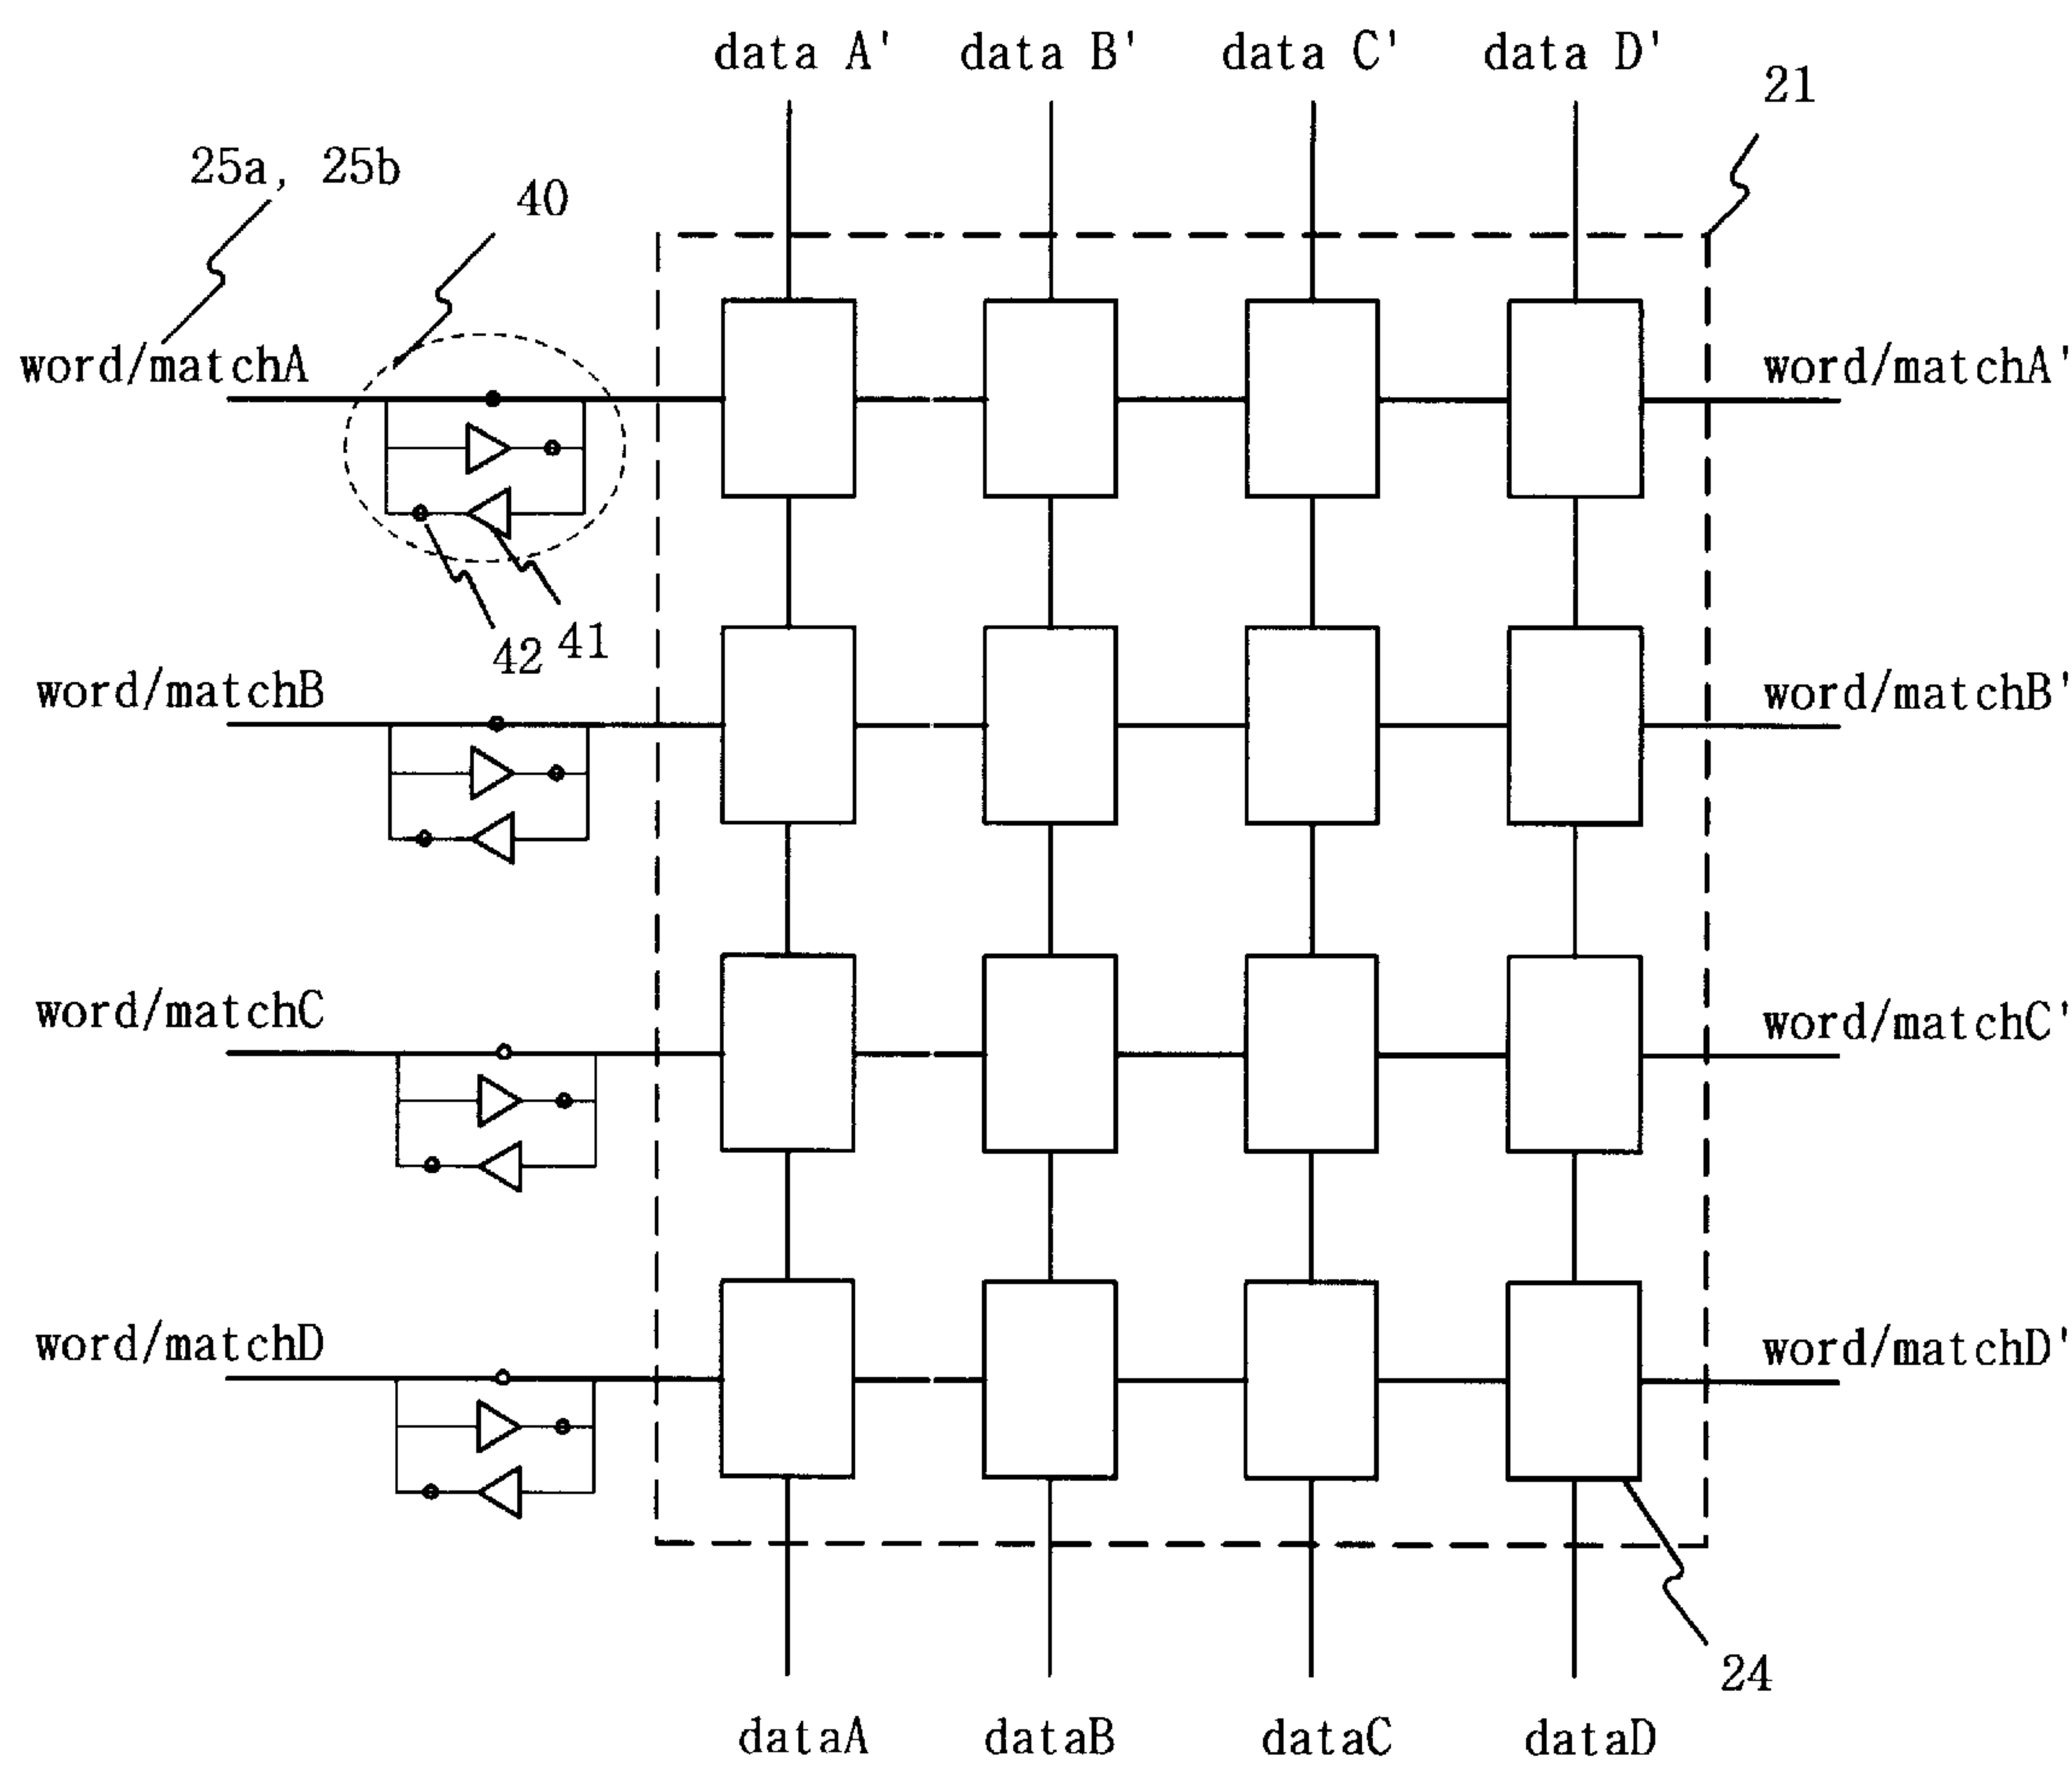 data A' data B' data C' data D'
21
25a, 25b
40
word/matchA
word/matchA'
42 41
word/matchB
word/matchB'
word/matchC
word/matchC'
word/matchD
word/matchD'
24
dataA dataB dataC dataD